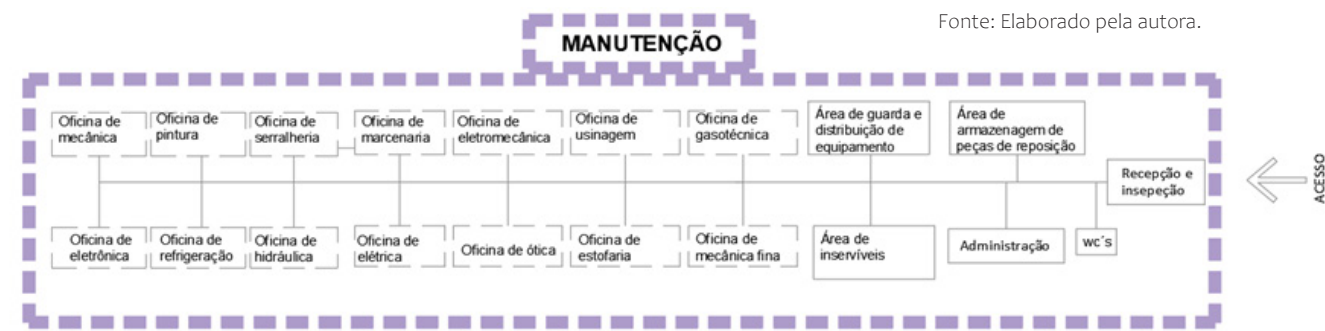 Fonte: Elaborado pela autora.
MANUTENÇÃO
Oficina de
mecânica
Oficina de
pintura
Oficina de
serralheria
Oficina de
marcenaria
Oficina de
eletromecânica
Oficina de
usinagem
Oficina de
gasotécnica
Área de guarda e
distribuição de
equipamento
Área de
armazenagem de
peças de reposição
Recepção e
insepeção
ACESSO
Oficina de
eletrônica
Oficina de
refrigeração
Oficina de
hidráulica
Oficina de
elétrica
Oficina de ótica
Oficina de
estofaria
Oficina de
mecânica fina
Área de
inservíveis
Administração
wc´s